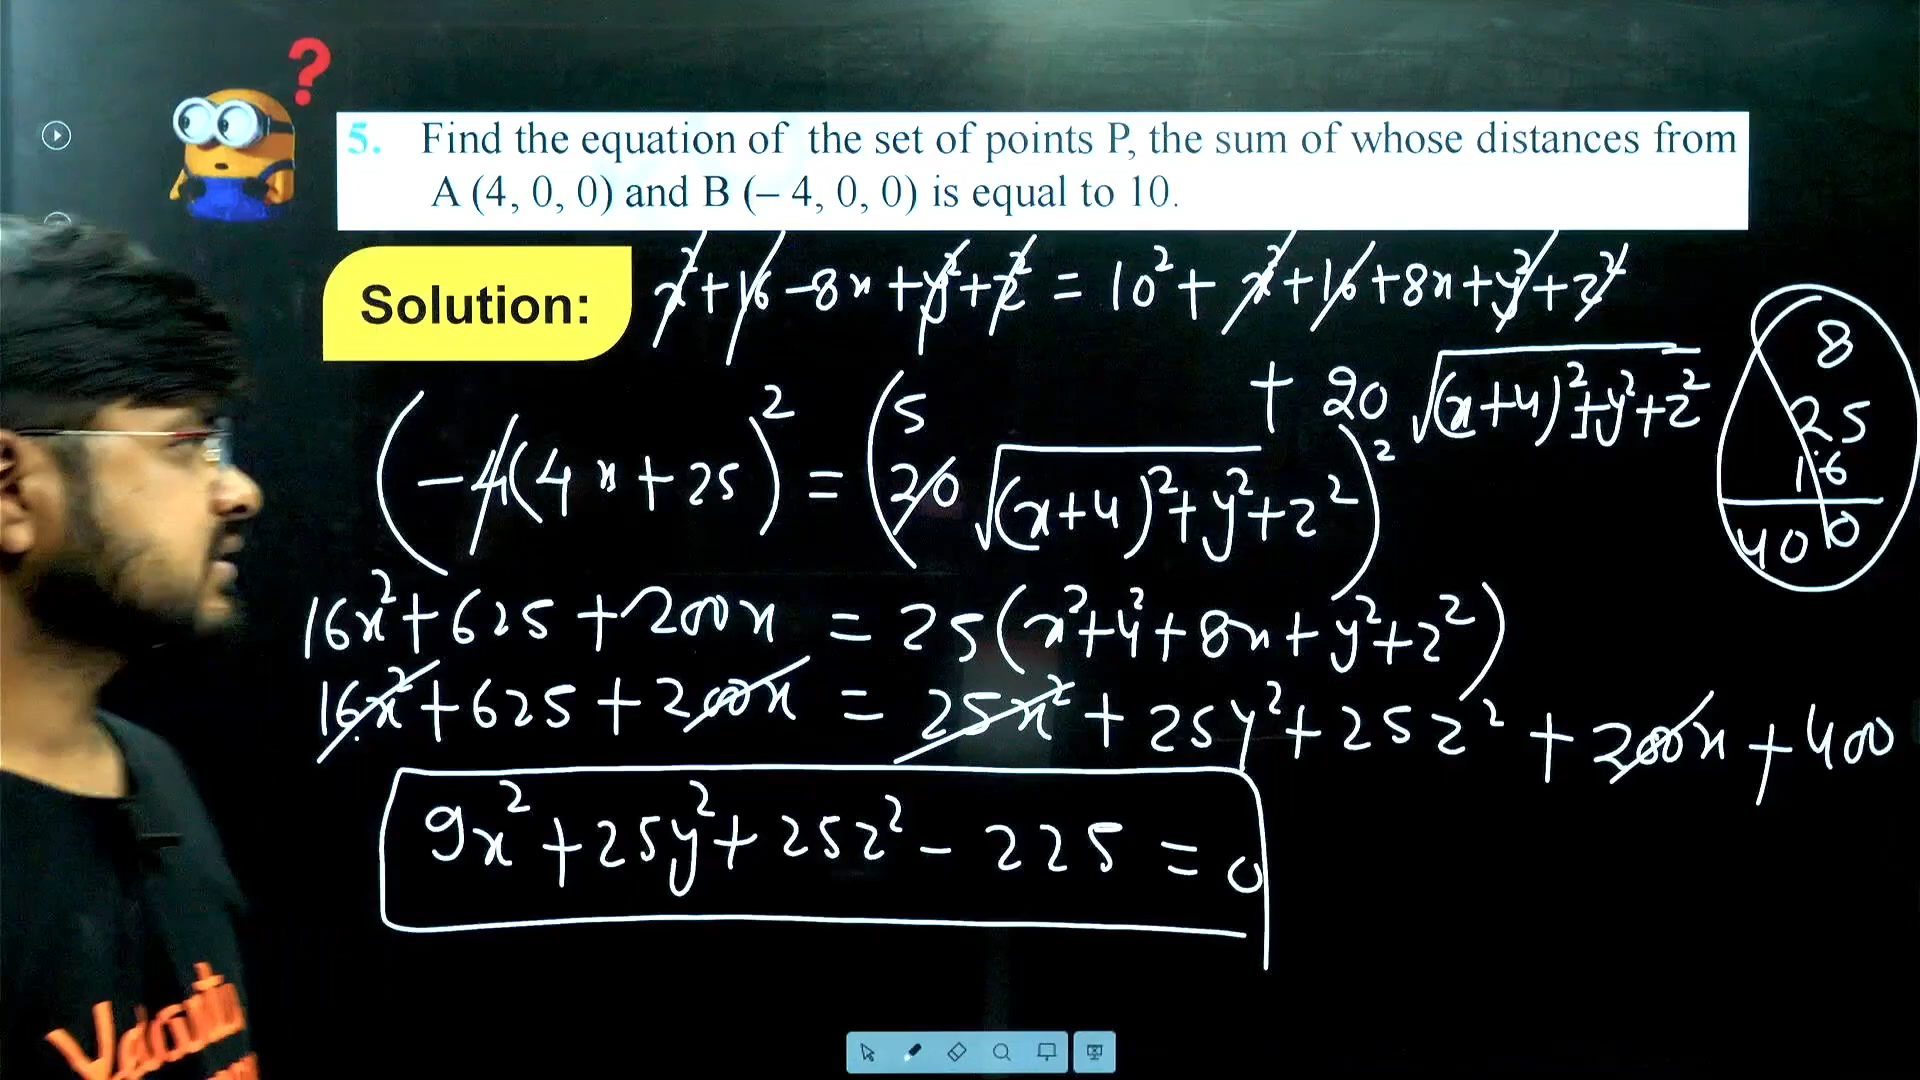 ?
5. Find the equation of the set of points P, the sum of whose distances from
A (4, 0, 0) and B (– 4, 0, 0) is equal to 10.
Solution:
x²+16-8x+y²+z² = 10²+x²+16+8x+y²+z²
+ 20√(x+4)²+y²+z²
(-4(4x+25)² = (5
20√(x+4)²+y²+z²)²
8
25
16
400
16x²+625+200x = 25(x²+4²+8x+y²+z²)
16x²+625+200x = 25x²+25y²+25z²+200x+400
9x²+25y²+25z²-225 = 0
Vedantu